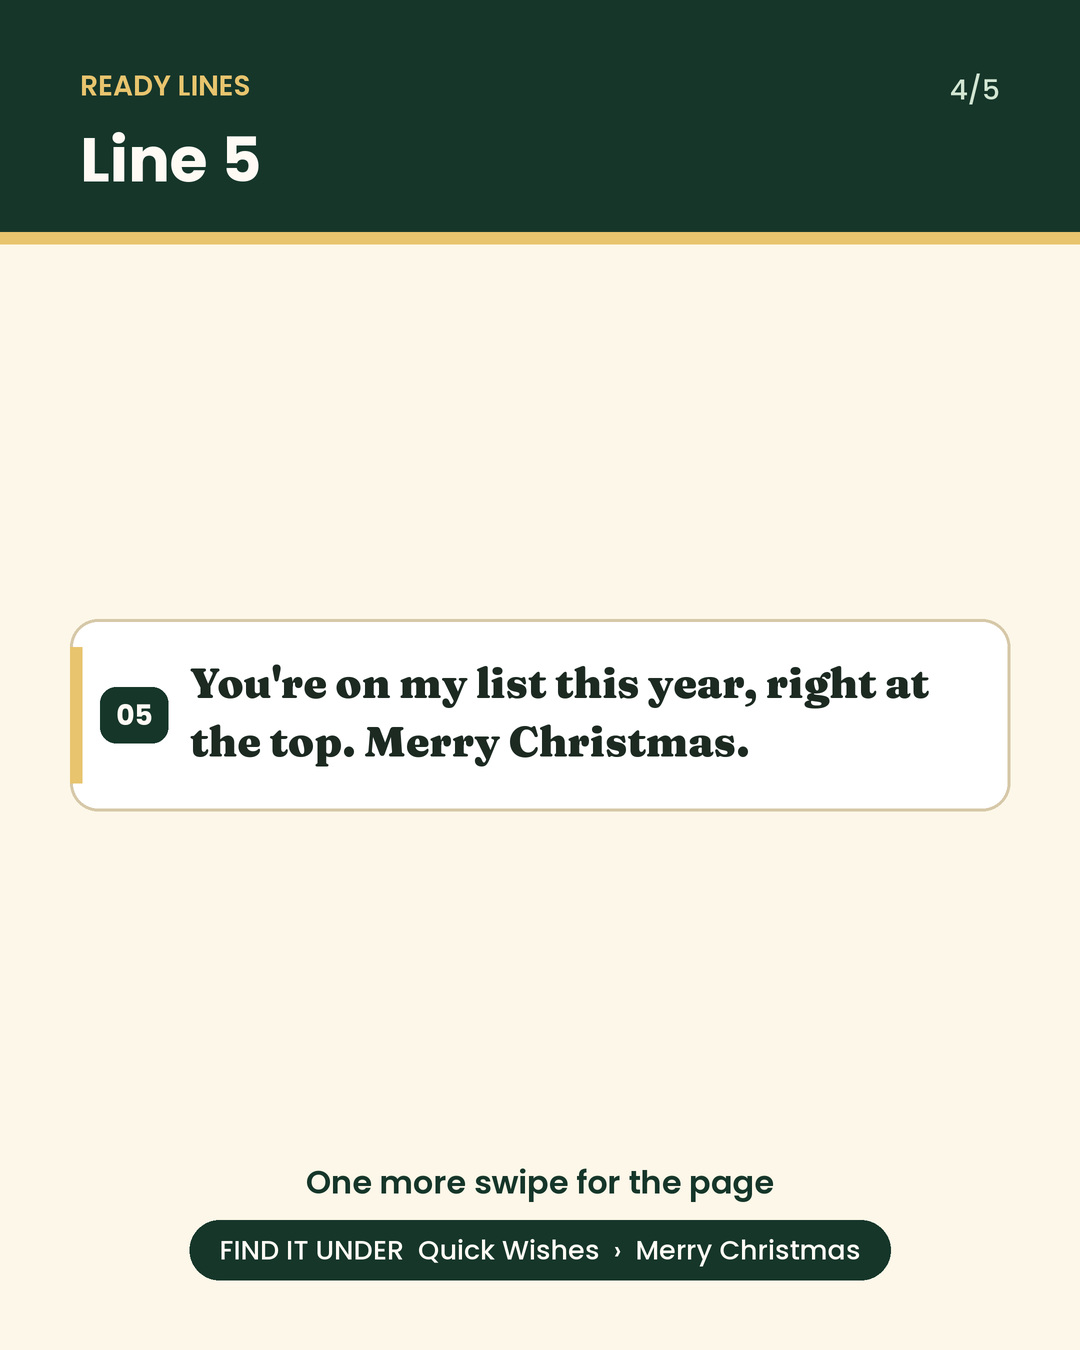 READY LINES
4/5
Line 5
05
You're on my list this year, right at
the top. Merry Christmas.
One more swipe for the page
FIND IT UNDER Quick Wishes › Merry Christmas